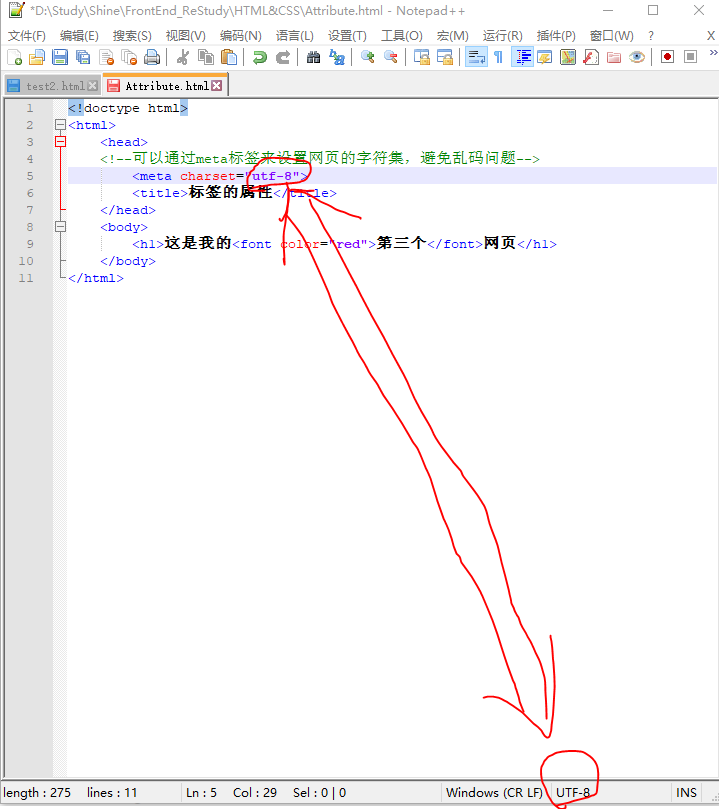 *D:\Study\Shine\FrontEnd_ReStudy\HTML&CSS\Attribute.html - Notepad++
文件(F) 编辑(E) 搜索(S) 视图(V) 编码(N) 语言(L) 设置(T) 工具(O) 宏(M) 运行(R) 插件(P) 窗口(W) ? X
test2.html Attribute.html
1 <!doctype html>
2 <html>
3 <head>
4 <!--可以通过meta标签来设置网页的字符集，避免乱码问题-->
5 <meta charset="utf-8">
6 <title>标签的属性</title>
7 </head>
8 <body>
9 <h1>这是我的<font color="red">第三个</font>网页</h1>
10 </body>
11 </html>
length : 275 lines : 11 Ln : 5 Col : 29 Sel : 0 | 0 Windows (CR LF) UTF-8 INS